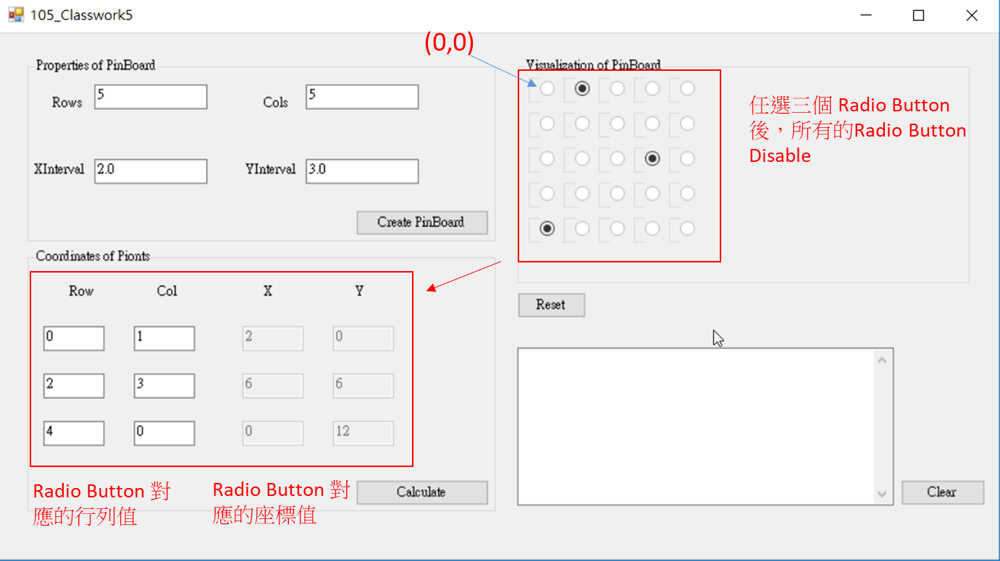 105_Classwork5
(0,0)
Properties of PinBoard
Rows 5 Cols 5
XInterval 2.0 YInterval 3.0
Create PinBoard
Visualization of PinBoard
任選三個 Radio Button
後，所有的Radio Button
Disable
Coordinates of Pionts
Row Col X Y
0 1 2 0
2 3 6 6
4 0 0 12
Radio Button 對
應的行列值
Radio Button 對
應的座標值
Calculate
Reset
Clear